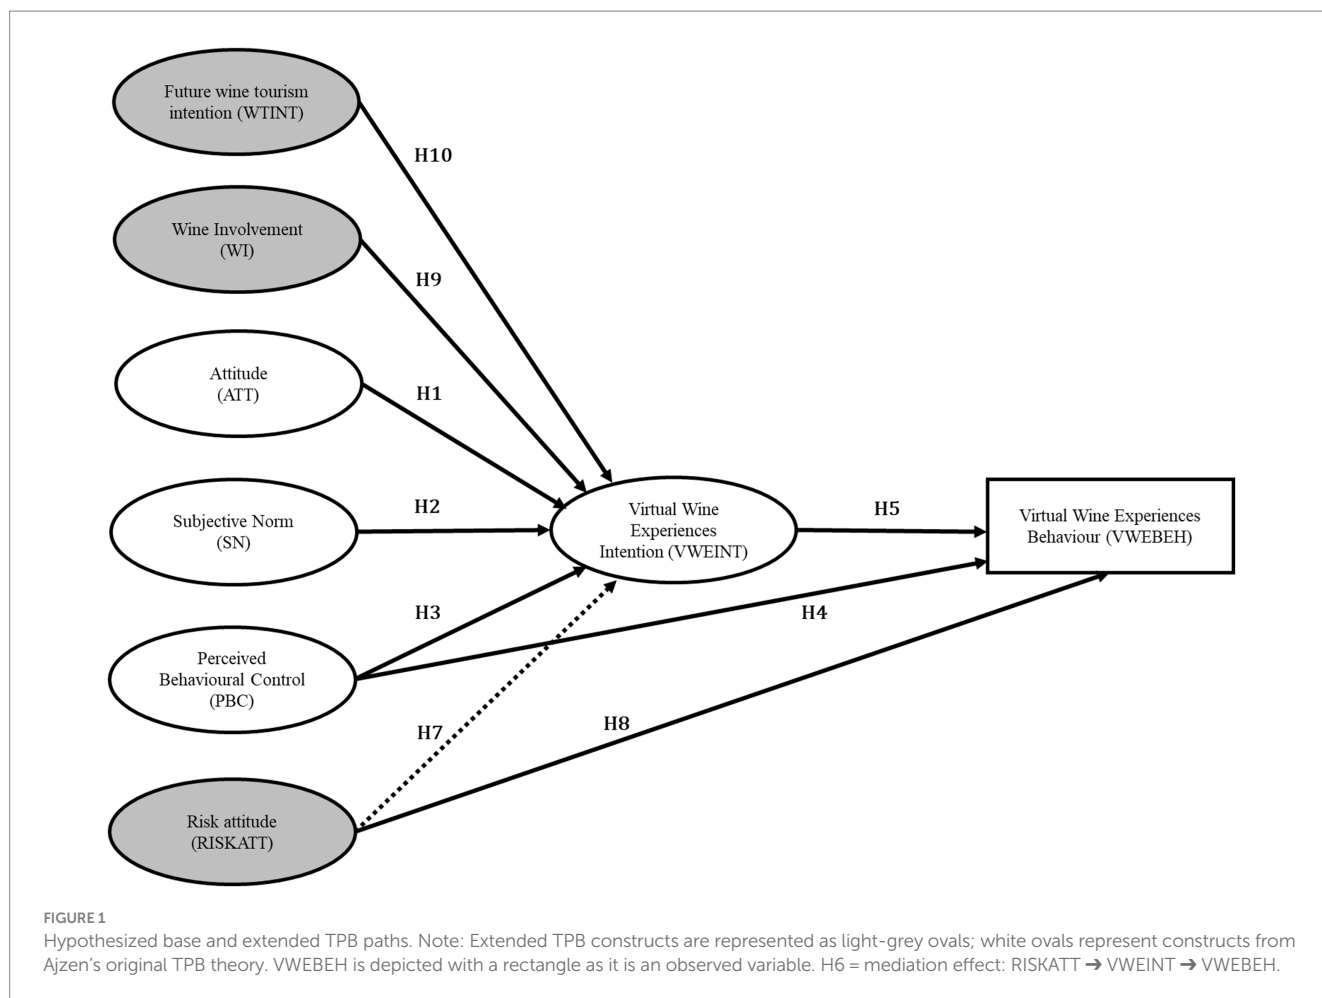 Future wine tourism
intention (WTINT)
H10
Wine Involvement
(WI)
H9
Attitude
(ATT)
H1
Subjective Norm
(SN)
H2
Virtual Wine
Experiences
Intention (VWEINT)
H5
Virtual Wine Experiences
Behaviour (VWEBEH)
H3
H4
Perceived
Behavioural Control
(PBC)
H7
H8
Risk attitude
(RISKATT)
FIGURE 1
Hypothesized base and extended TPB paths. Note: Extended TPB constructs are represented as light-grey ovals; white ovals represent constructs from
Ajzen’s original TPB theory. VWEBEH is depicted with a rectangle as it is an observed variable. H6 = mediation effect: RISKATT ➔ VWEINT ➔ VWEBEH.